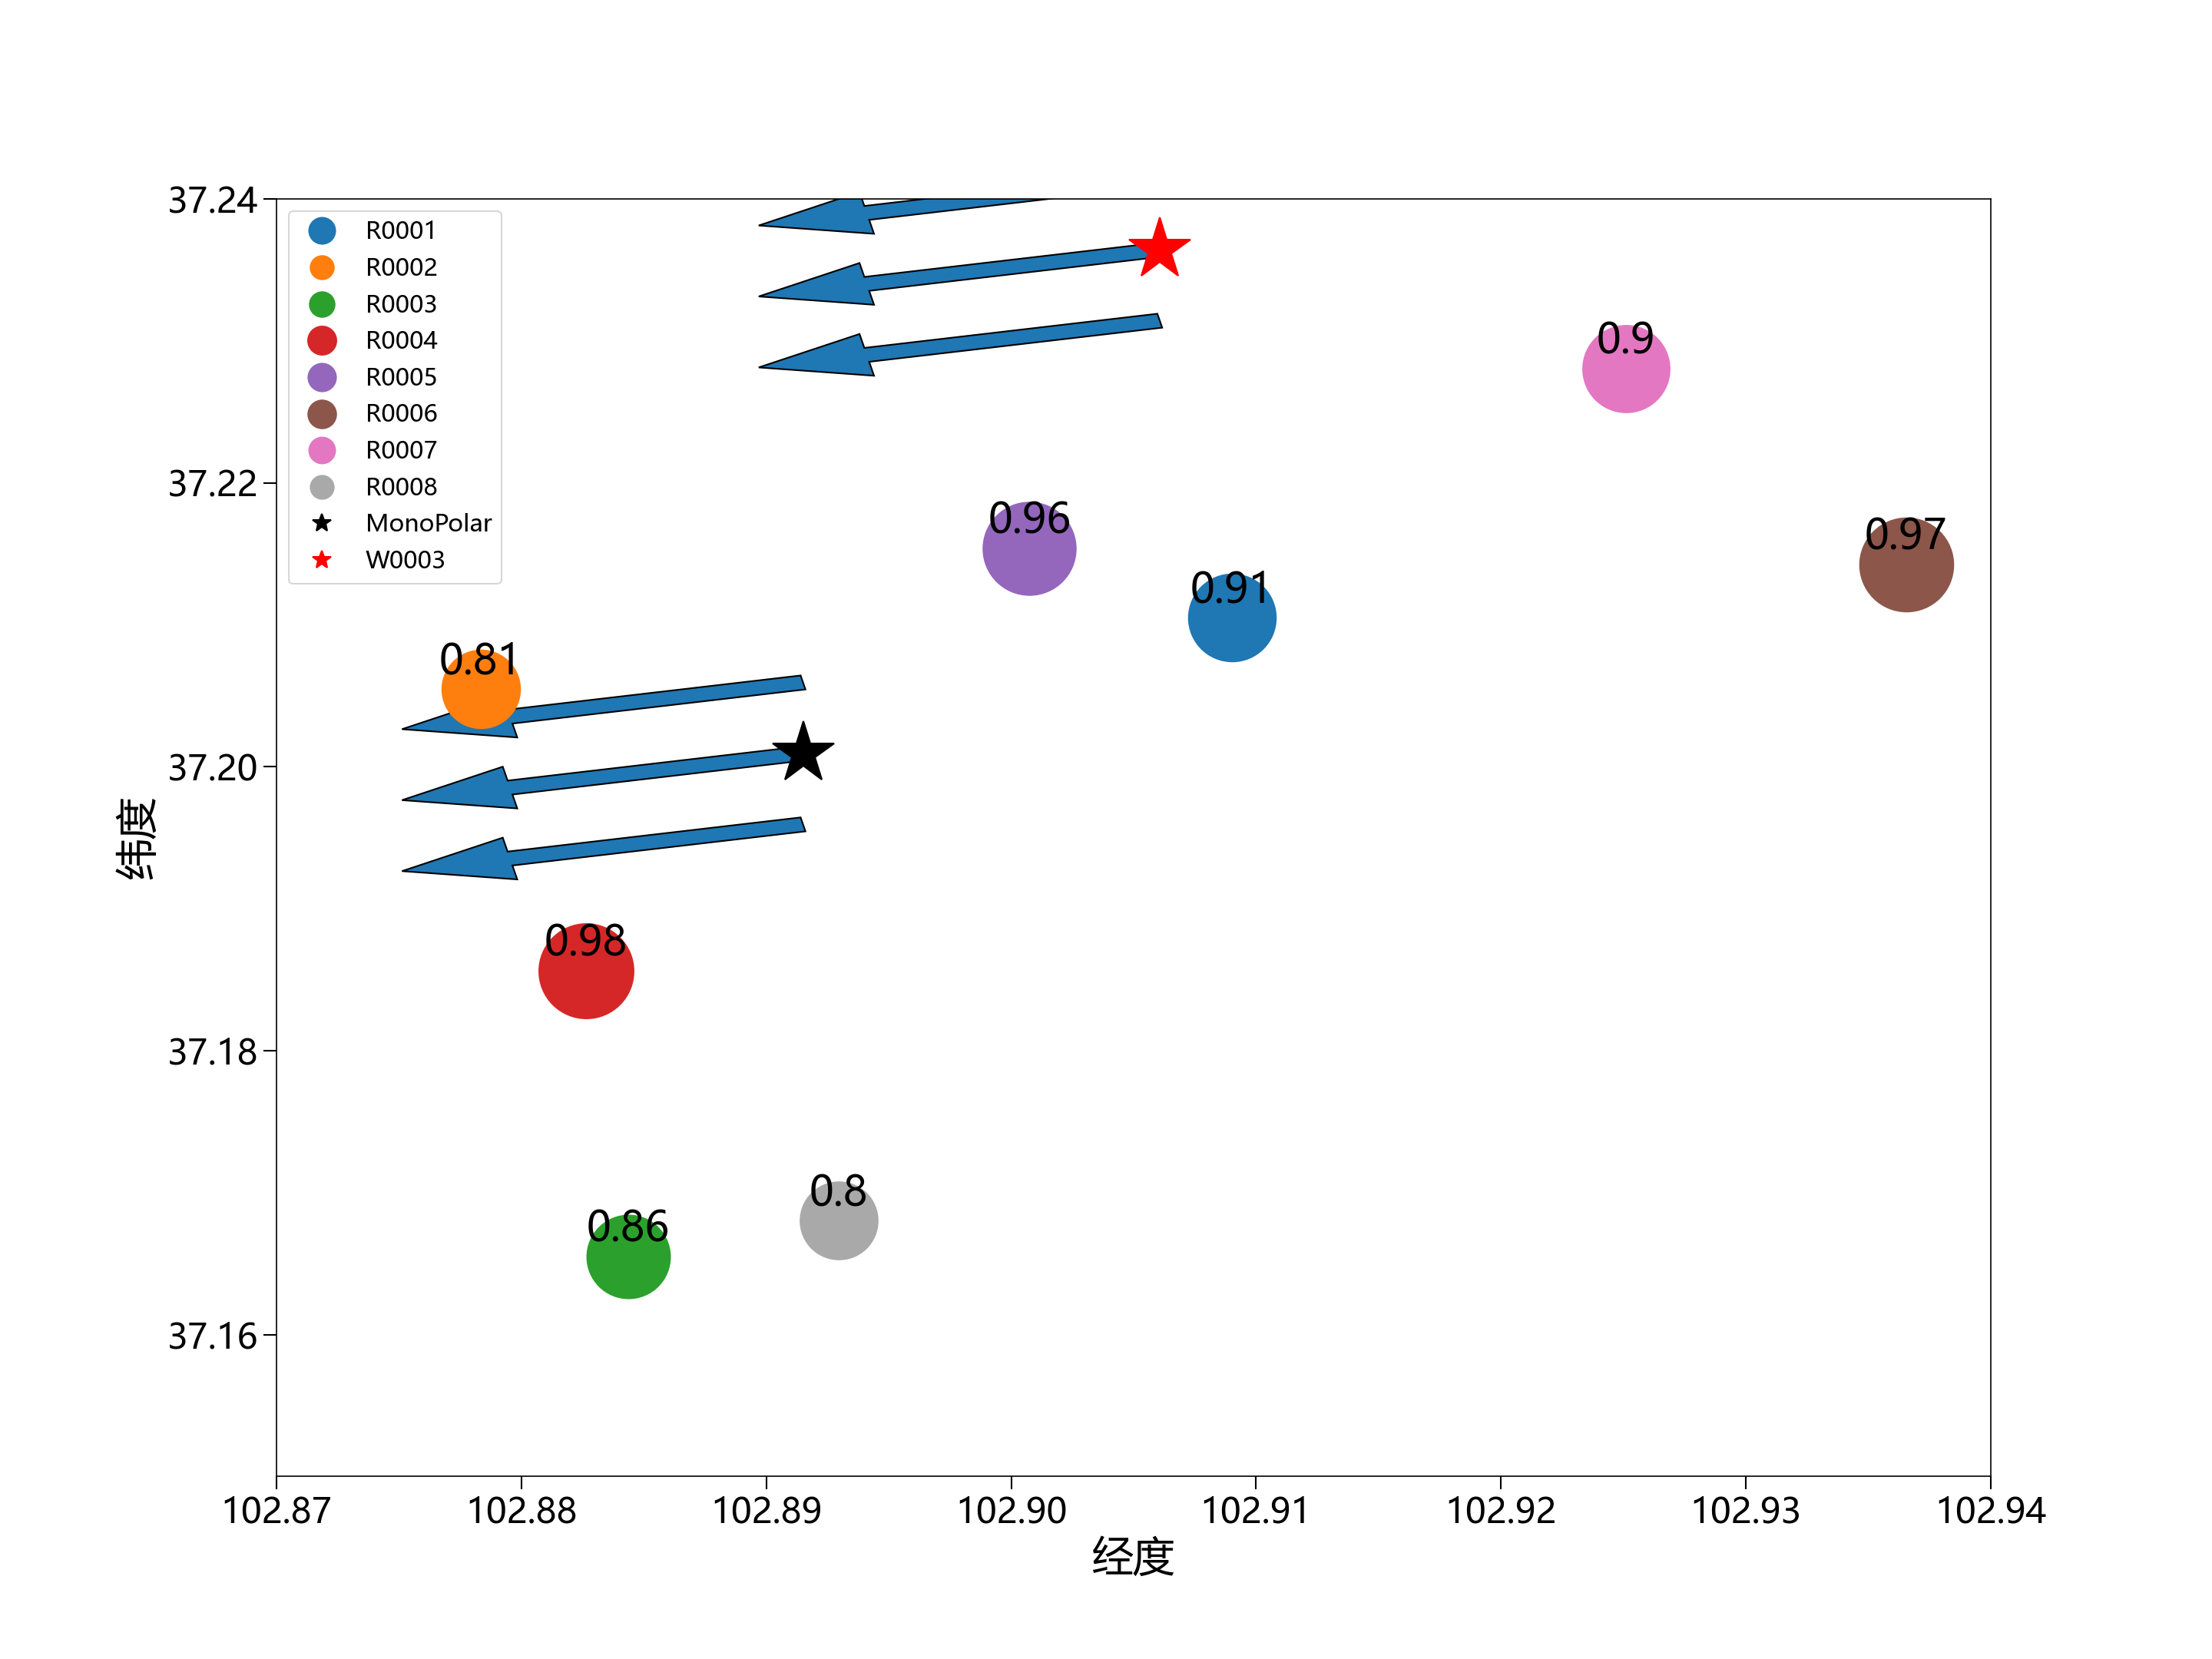 37.24
37.22
37.20
37.18
37.16
纬度
R0001
R0002
R0003
R0004
R0005
R0006
R0007
R0008
MonoPolar
W0003
0.9
0.96
0.97
0.91
0.81
0.98
0.8
0.86
102.87 102.88 102.89 102.90 102.91 102.92 102.93 102.94
经度